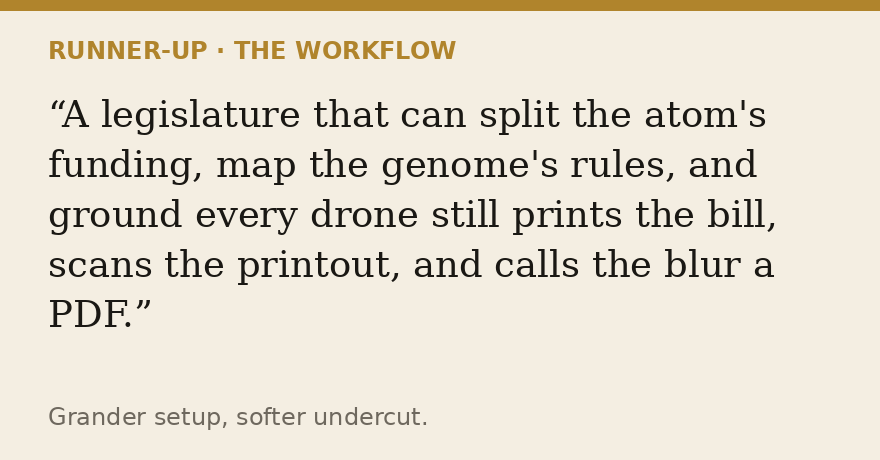 RUNNER-UP · THE WORKFLOW
“A legislature that can split the atom's
funding, map the genome's rules, and
ground every drone still prints the bill,
scans the printout, and calls the blur a
PDF.”
Grander setup, softer undercut.